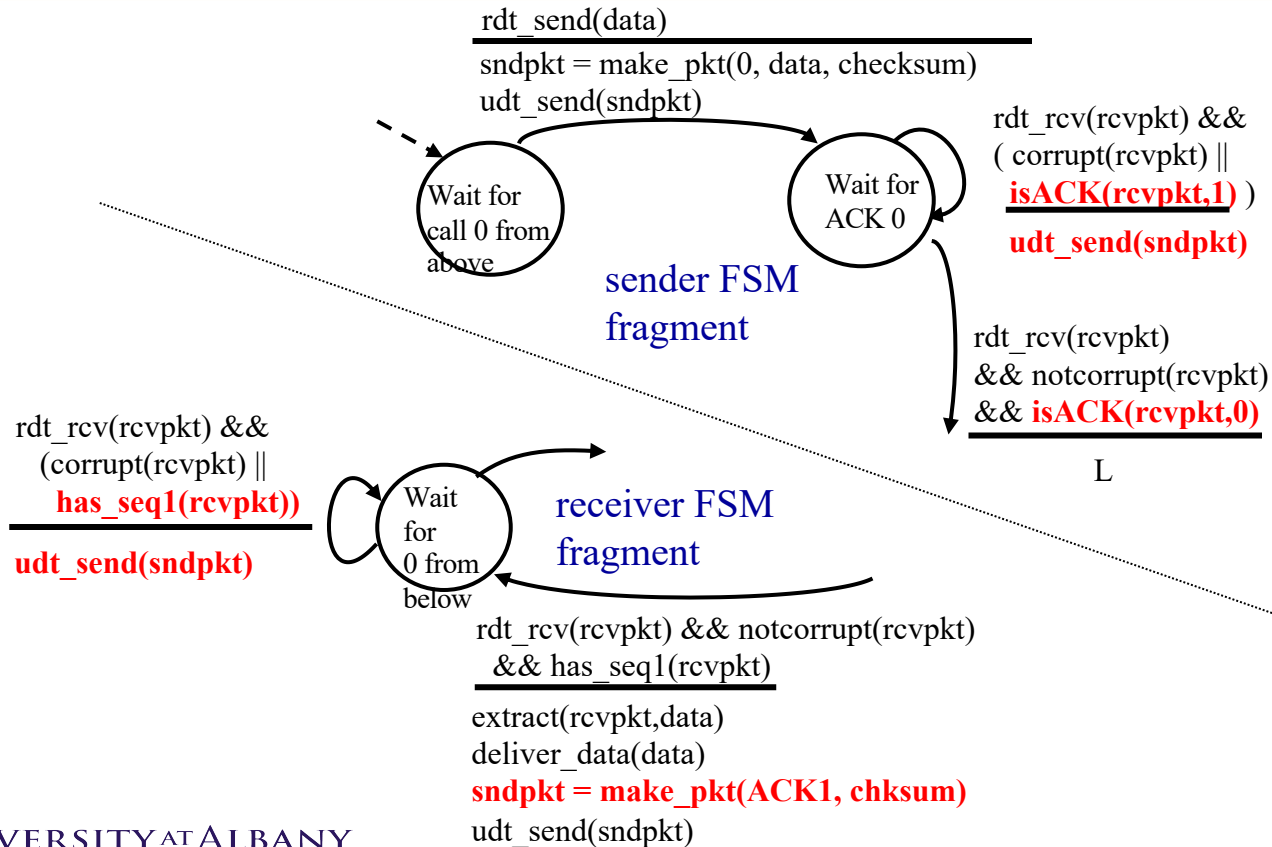 rdt_send(data)
sndpkt = make_pkt(0, data, checksum)
udt_send(sndpkt)
Wait for
call 0 from
above
Wait for
ACK 0
rdt_rcv(rcvpkt) &&
( corrupt(rcvpkt) ||
isACK(rcvpkt,1) )
udt_send(sndpkt)
sender FSM
fragment
rdt_rcv(rcvpkt)
&& notcorrupt(rcvpkt)
&& isACK(rcvpkt,0)
L
rdt_rcv(rcvpkt) &&
(corrupt(rcvpkt) ||
has_seq1(rcvpkt))
udt_send(sndpkt)
Wait
for
0 from
below
receiver FSM
fragment
rdt_rcv(rcvpkt) && notcorrupt(rcvpkt)
&& has_seq1(rcvpkt)
extract(rcvpkt,data)
deliver_data(data)
sndpkt = make_pkt(ACK1, chksum)
udt_send(sndpkt)
VERSITY AT ALBANY